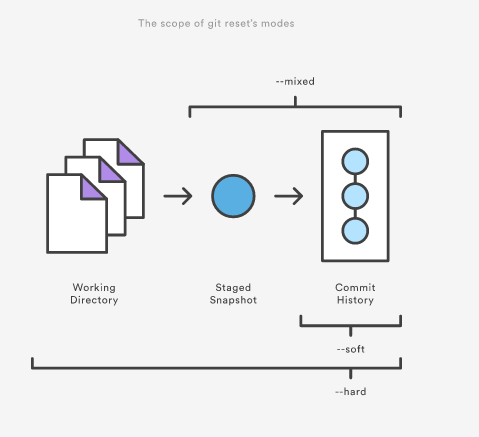 The scope of git reset's modes
--mixed
Working
Directory
Staged
Snapshot
Commit
History
--soft
--hard